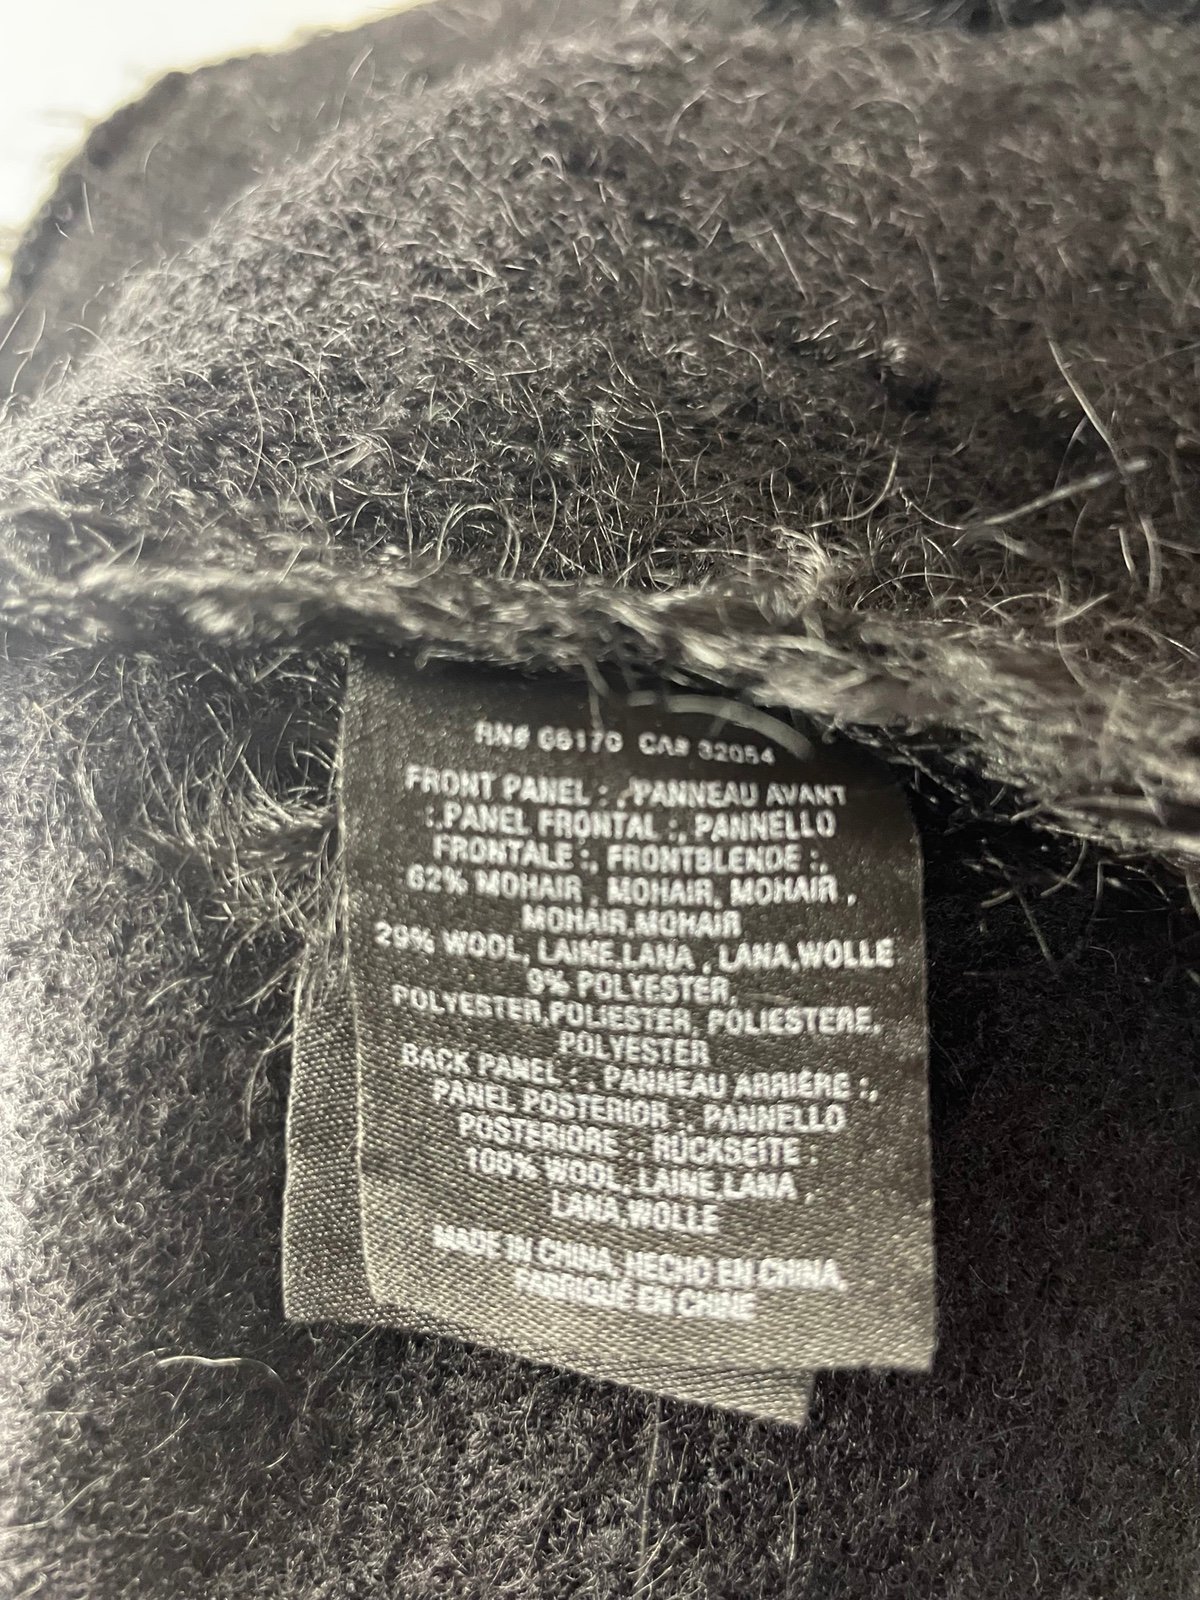 CA# 32054
FRONT PANEL : , PANNEAU AVANT
:, PANEL FRONTAL :, PANNELLO
FRONTALE :, FRONTBLENDE :,
62% MOHAIR , MOHAIR, MOHAIR ,
MOHAIR,MOHAIR
29% WOOL, LAINE,LANA , LANA,WOLLE
9% POLYESTER,
POLYESTER,POLIESTER, POLIESTERE,
POLYESTER
BACK PANEL : , PANNEAU ARRIÈRE :,
PANEL POSTERIOR : , PANNELLO
POSTERIORE :, RÜCKSEITE :
100% WOOL, LAINE,LANA ,
LANA,WOLLE
MADE IN CHINA, HECHO EN CHINA,
FABRIQUÉ EN CHINE